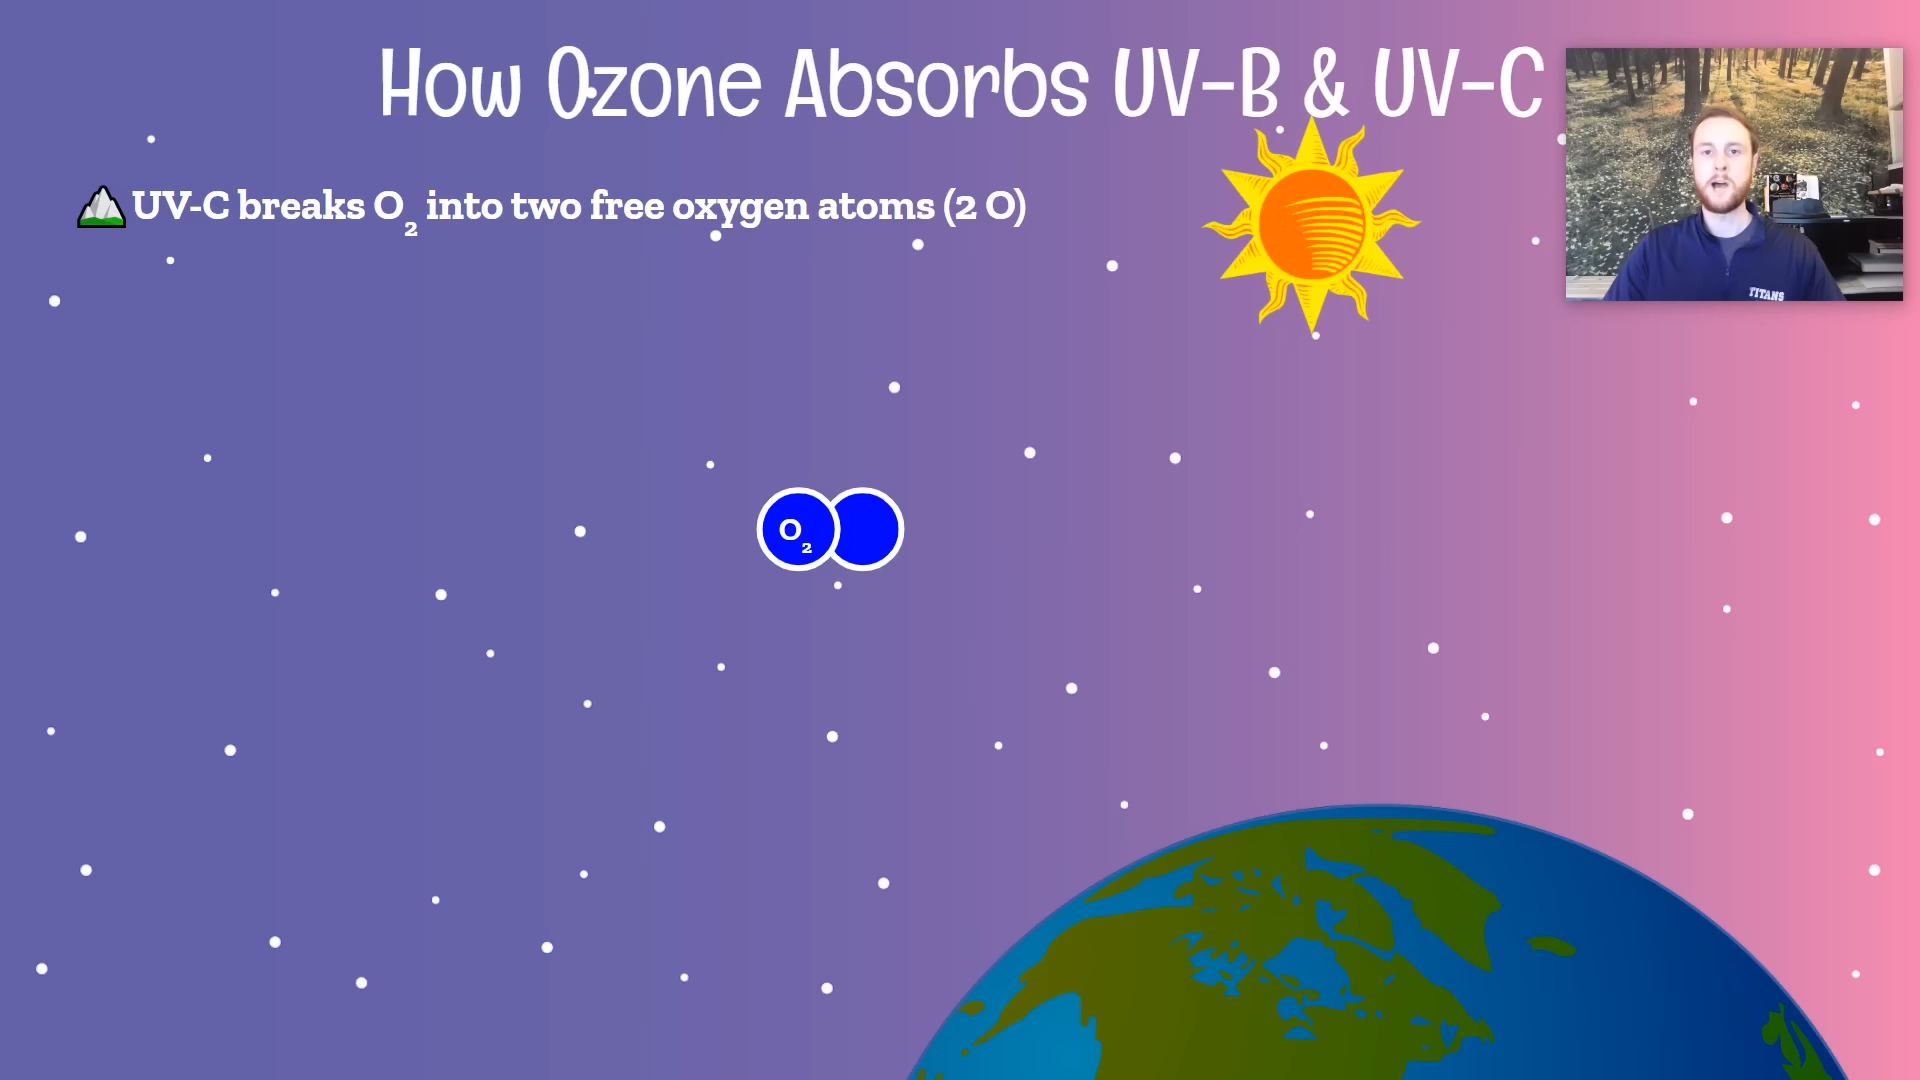 How Ozone Absorbs UV-B & UV-C
UV-C breaks O₂ into two free oxygen atoms (2 O)
TITANS
O₂